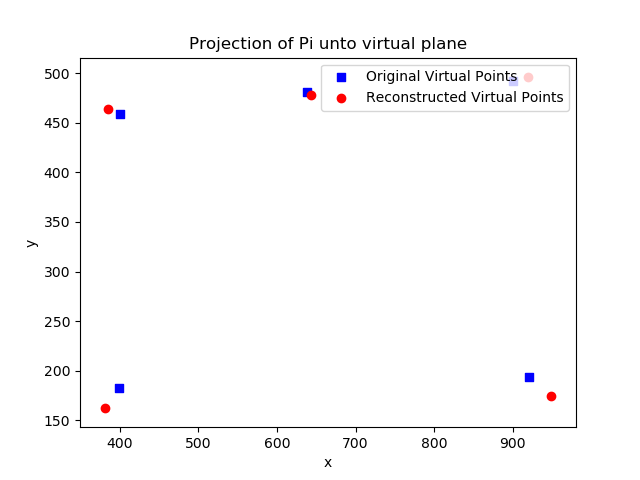 Projection of Pi unto virtual plane
Original Virtual Points
Reconstructed Virtual Points
500
450
400
350
300
250
200
150
y
400 500 600 700 800 900
x